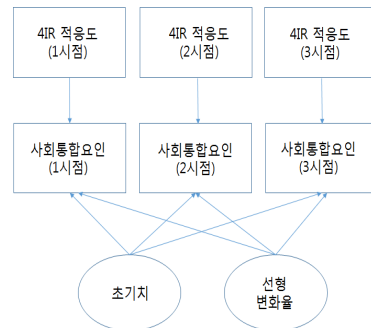 4IR 적응도
(1시점)
4IR 적응도
(2시점)
4IR 적응도
(3시점)
사회통합요인
(1시점)
사회통합요인
(2시점)
사회통합요인
(3시점)
초기치
선형
변화율